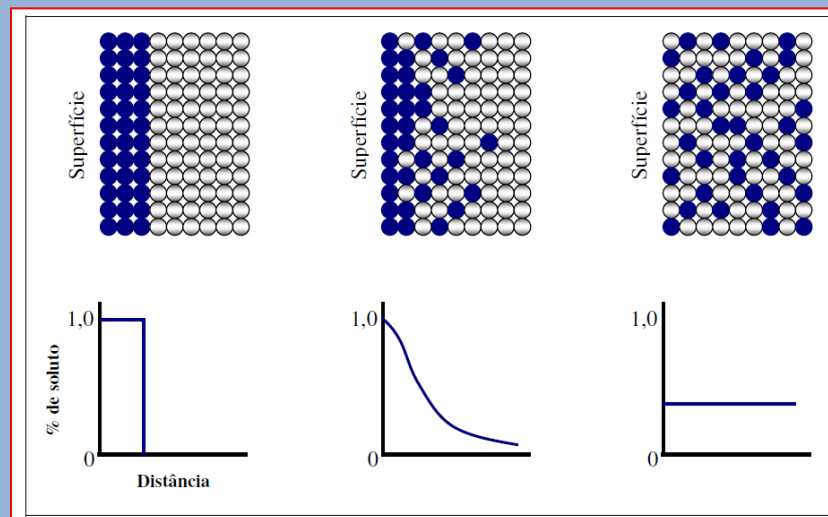 Superfície
Superfície
Superfície
1,0
1,0
1,0
% de soluto
0
0
0
Distância